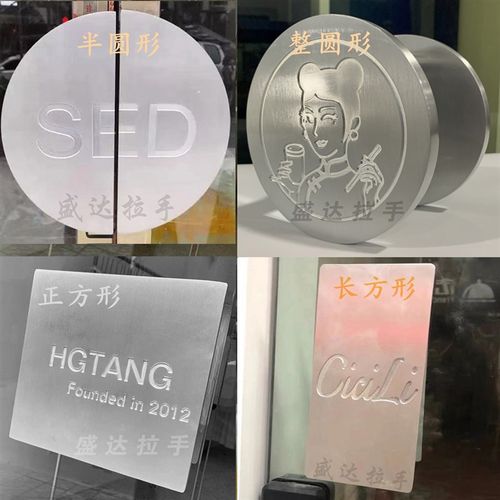 半圆形
SED
盛达拉手
整圆形
盛达拉手
正方形
HGTANG
Founded in 2012
盛达拉手
长方形
CiciLi
盛达拉手